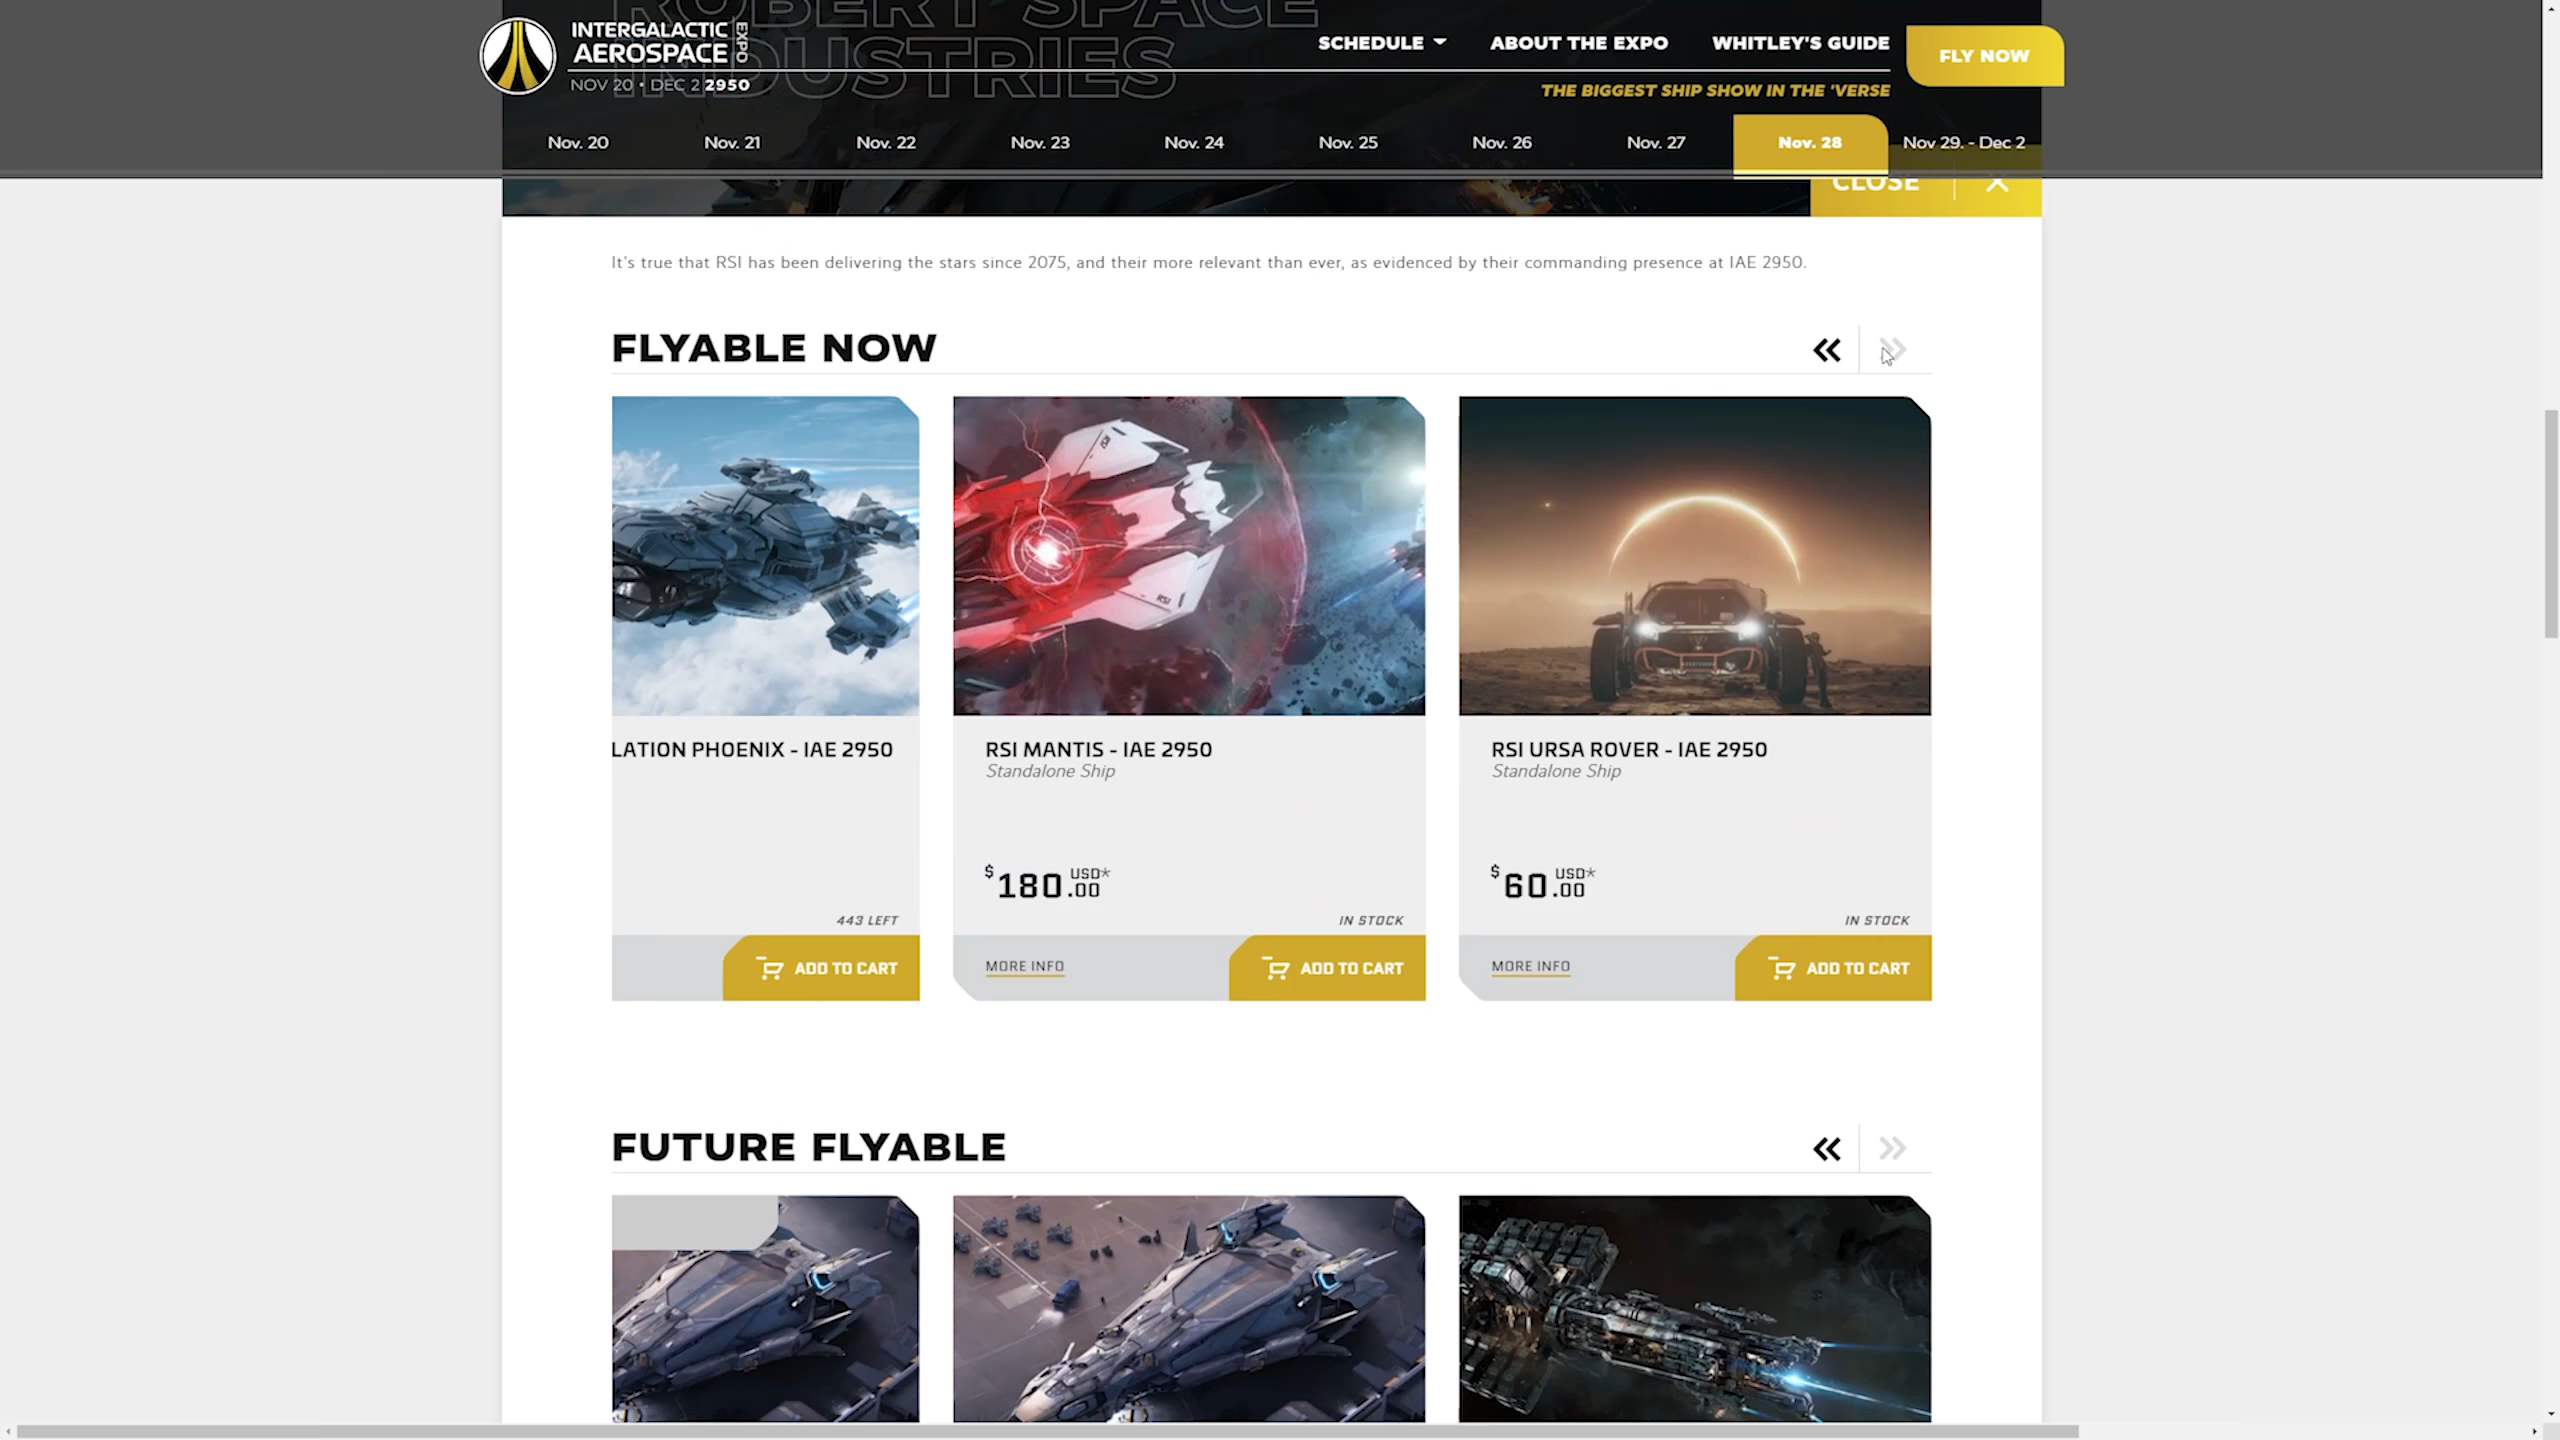 ROBERT SPACE
INDUSTRIES
INTERGALACTIC
AEROSPACE
EXPO
NOV 20 • DEC 2 2950
SCHEDULE
ABOUT THE EXPO
WHITLEY'S GUIDE
FLY NOW
THE BIGGEST SHIP SHOW IN THE 'VERSE
Nov. 20
Nov. 21
Nov. 22
Nov. 23
Nov. 24
Nov. 25
Nov. 26
Nov. 27
Nov. 28
Nov 29. - Dec 2
CLOSE
It's true that RSI has been delivering the stars since 2075, and their more relevant than ever, as evidenced by their commanding presence at IAE 2950.
FLYABLE NOW
RSI
RSI
LATION PHOENIX - IAE 2950
443 LEFT
ADD TO CART
RSI MANTIS - IAE 2950
Standalone Ship
$180.00 USD*
IN STOCK
MORE INFO
ADD TO CART
RSI URSA ROVER - IAE 2950
Standalone Ship
$60.00 USD*
IN STOCK
MORE INFO
ADD TO CART
FUTURE FLYABLE